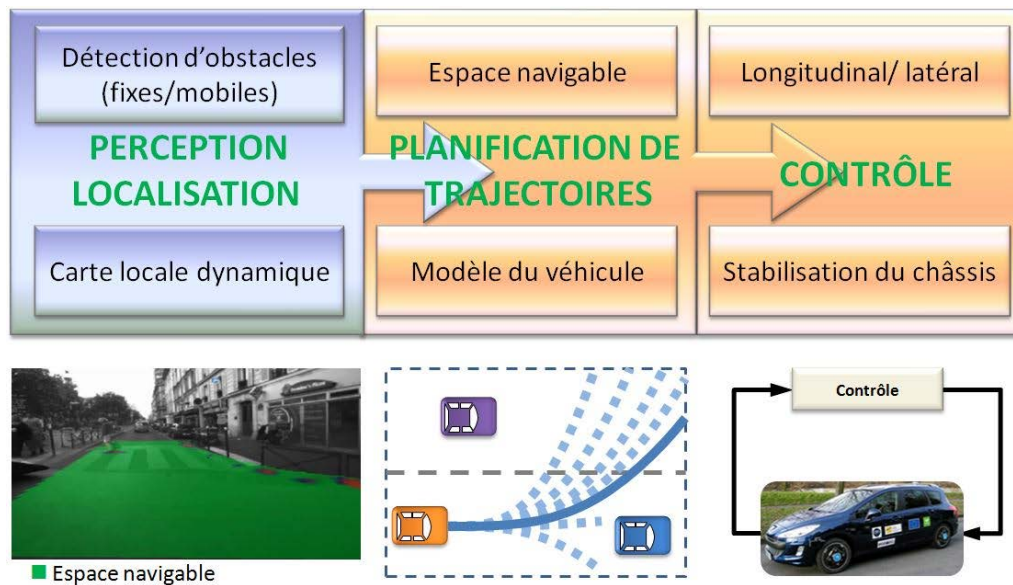 Détection d'obstacles
(fixes/mobiles)
PERCEPTION
LOCALISATION
Carte locale dynamique
Espace navigable
PLANIFICATION DE
TRAJECTOIRES
Modèle du véhicule
Longitudinal/ latéral
CONTRÔLE
Stabilisation du châssis
Espace navigable
Contrôle